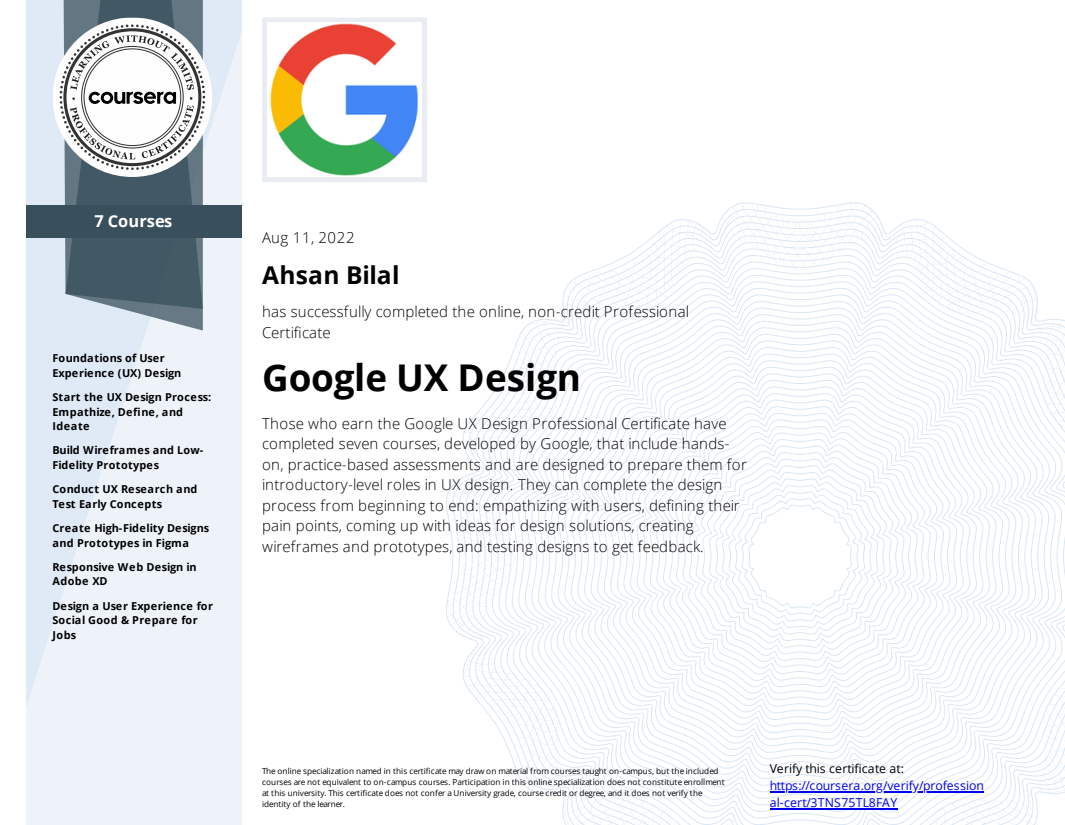 LEARNING WITHOUT LIMITS
coursera
PROFESSIONAL CERTIFICATE
7 Courses
Foundations of User
Experience (UX) Design
Start the UX Design Process:
Empathize, Define, and
Ideate
Build Wireframes and Low-
Fidelity Prototypes
Conduct UX Research and
Test Early Concepts
Create High-Fidelity Designs
and Prototypes in Figma
Responsive Web Design in
Adobe XD
Design a User Experience for
Social Good & Prepare for
Jobs
G
Aug 11, 2022
Ahsan Bilal
has successfully completed the online, non-credit Professional
Certificate
Google UX Design
Those who earn the Google UX Design Professional Certificate have
completed seven courses, developed by Google, that include hands-
on, practice-based assessments and are designed to prepare them for
introductory-level roles in UX design. They can complete the design
process from beginning to end: empathizing with users, defining their
pain points, coming up with ideas for design solutions, creating
wireframes and prototypes, and testing designs to get feedback.
The online specialization named in this certificate may draw on material from courses taught on-campus, but the included
courses are not equivalent to on-campus courses. Participation in this online specialization does not constitute enrollment
at this university. This certificate does not confer a University grade, course credit or degree, and it does not verify the
identity of the learner.
Verify this certificate at:
https://coursera.org/verify/profession
al-cert/3TNS75TL8FAY